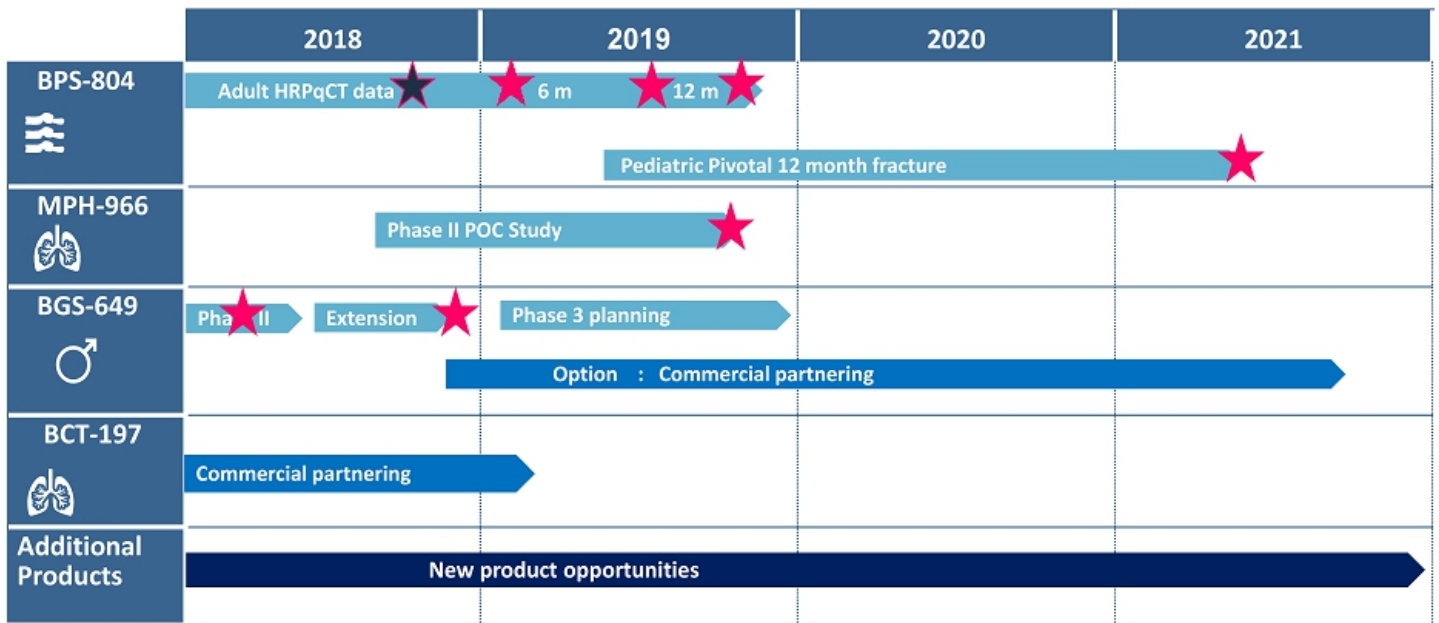 2018 2019 2020 2021
BPS-804
Adult HRPqCT data 6 m 12 m
Pediatric Pivotal 12 month fracture
MPH-966
Phase II POC Study
BGS-649
Extension Phase 3 planning
Option : Commercial partnering
BCT-197
Commercial partnering
Additional
Products
New product opportunities